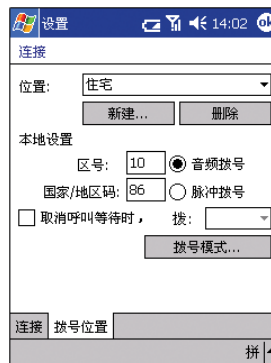 设置 14:02 ok
连接
位置: 住宅
新建... 删除
本地设置
区号: 10 音频拨号
国家/地区码: 86 脉冲拨号
取消呼叫等待时， 拨:
拨号模式...
连接 拨号位置
拼